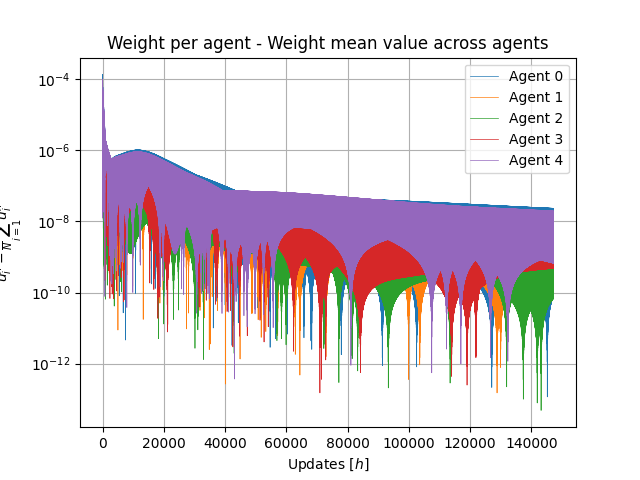 Weight per agent - Weight mean value across agents
Agent 0
Agent 1
Agent 2
Agent 3
Agent 4
10⁻⁴
10⁻⁶
10⁻⁸
10⁻¹⁰
10⁻¹²
0 20000 40000 60000 80000 100000 120000 140000
Updates [h]